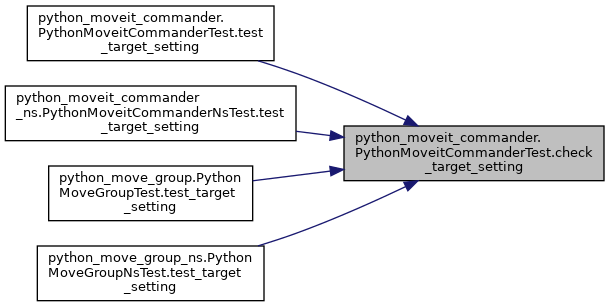 python_moveit_commander.
PythonMoveitCommanderTest.test
_target_setting
python_moveit_commander
_ns.PythonMoveitCommanderNsTest.test
_target_setting
python_moveit_commander.
PythonMoveitCommanderTest.check
_target_setting
python_move_group.Python
MoveGroupTest.test_target
_setting
python_move_group_ns.Python
MoveGroupNsTest.test_target
_setting